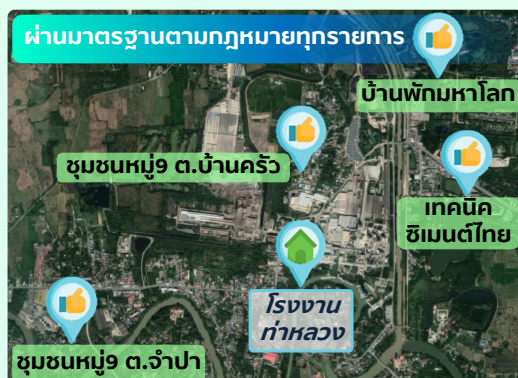 ผ่านมาตรฐานตามกฎหมายทุกรายการ
บ้านพักมหาโลก
ชุมชนหมู่9 ต.บ้านครัว
เทคนิค
ซิเมนต์ไทย
โรงงาน
ท่าหลวง
ชุมชนหมู่9 ต.จำปา